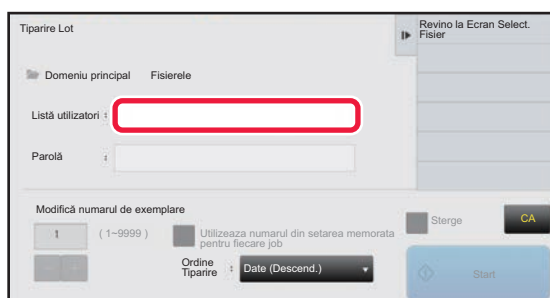 Tiparire Lot
Revino la Ecran Select.
Fisier
Domeniu principal Fisierele
Listă utilizatori :
Parolă :
Modifică numarul de exemplare
1 (1~9999)
Utilizeaza numarul din setarea memorata
pentru fiecare job
Ordine
Tiparire : Date (Descend.)
Sterge
CA
Start